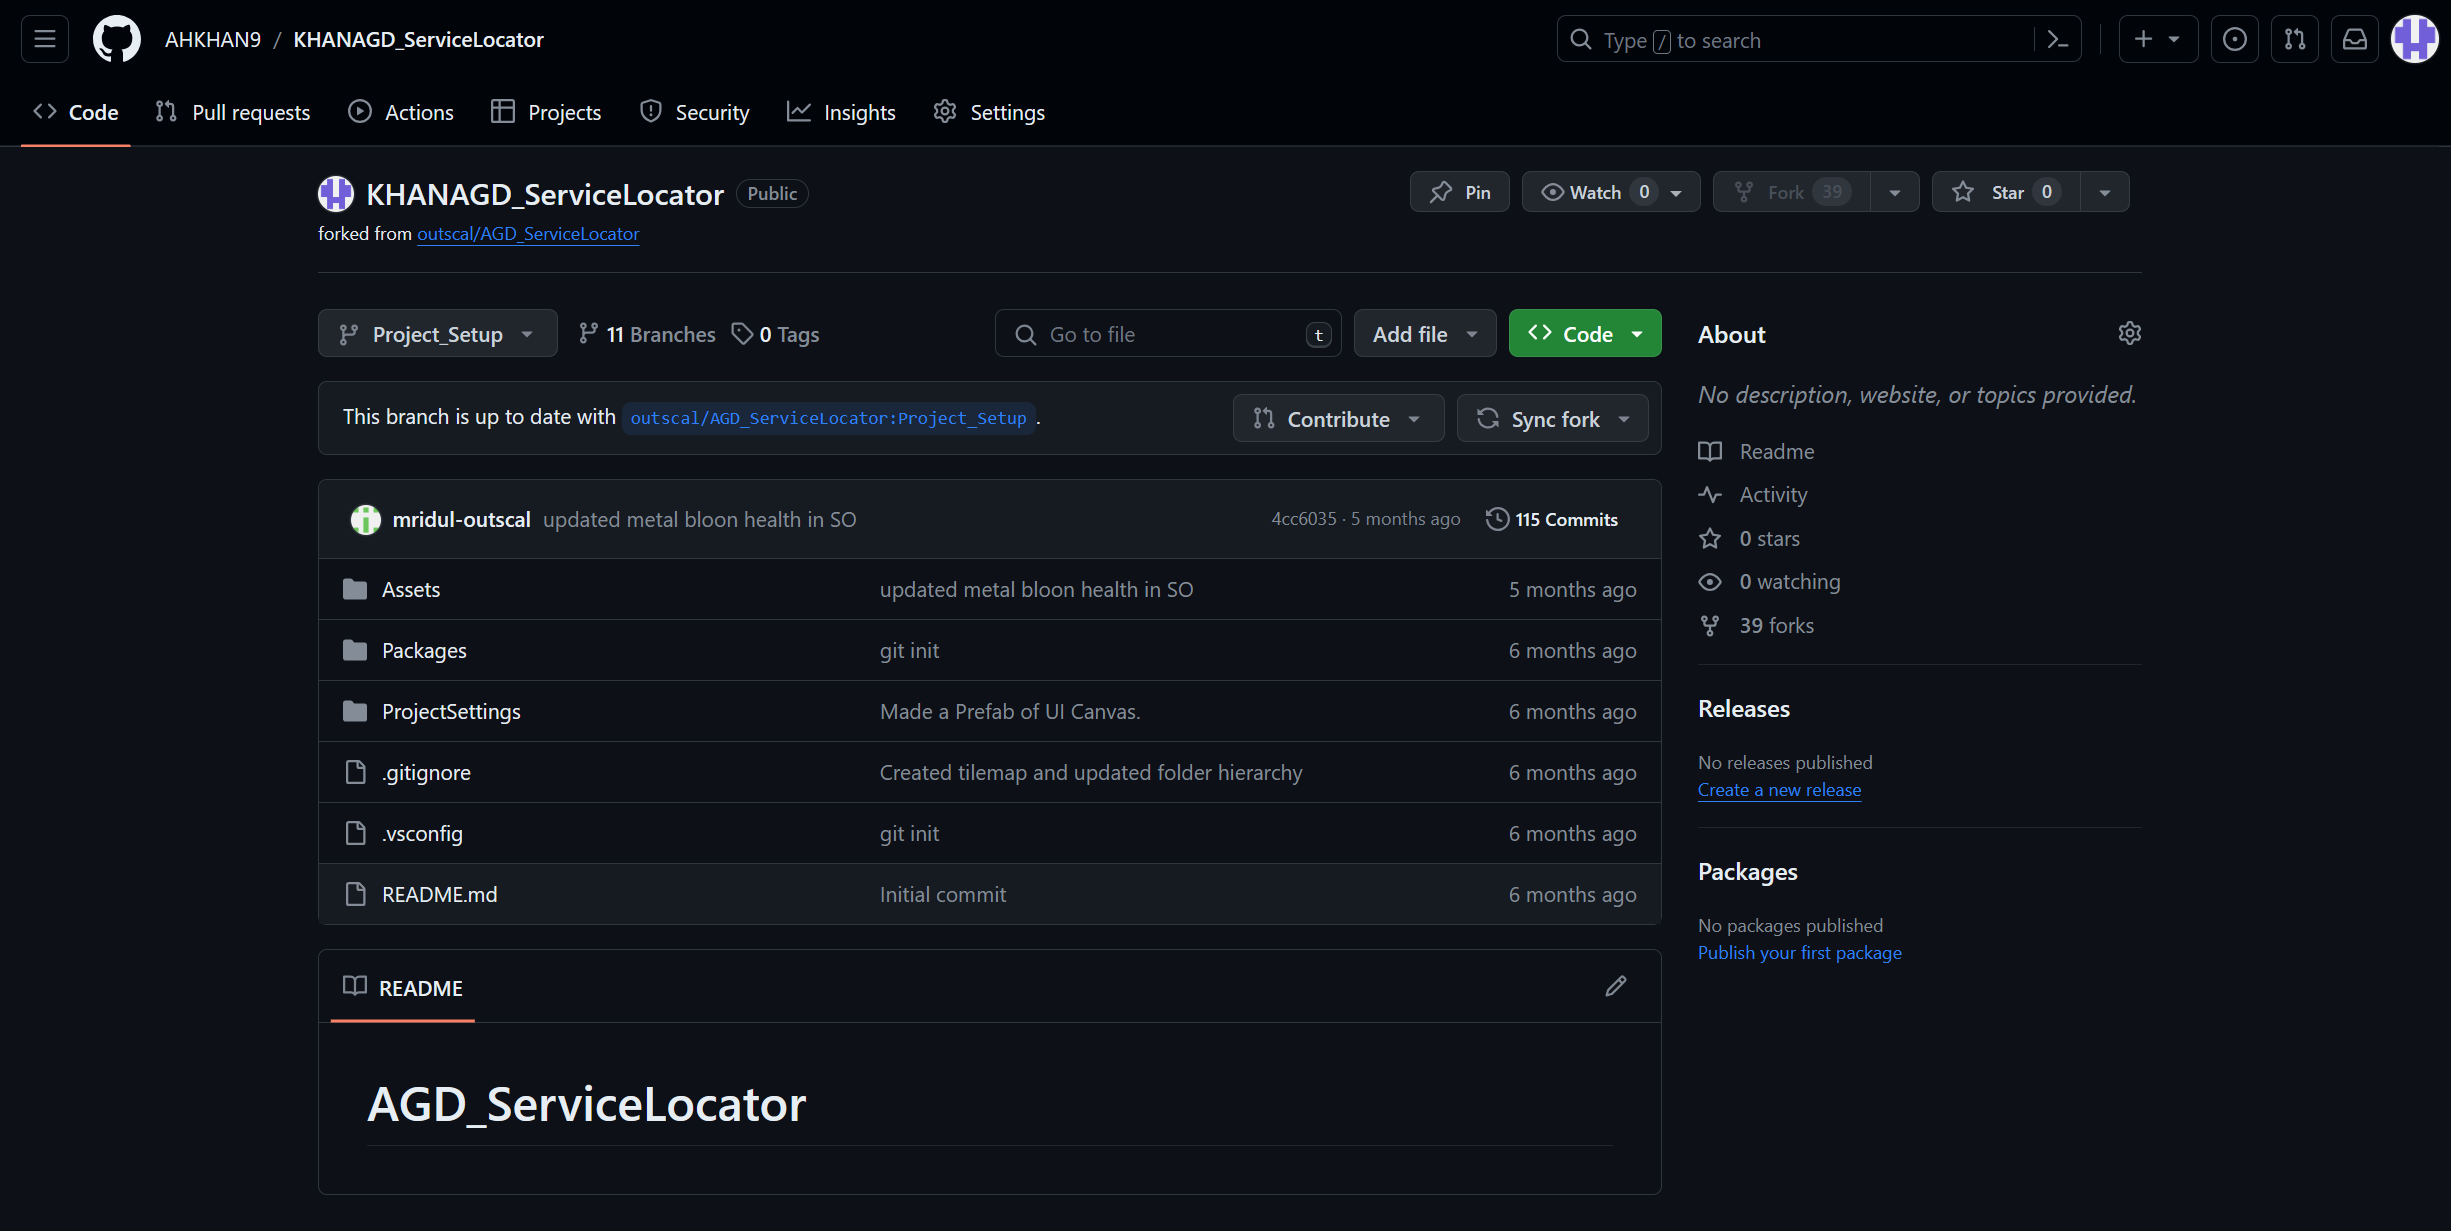 AHKHAN9 / KHANAGD_ServiceLocator
Type / to search
Code Pull requests Actions Projects Security Insights Settings
KHANAGD_ServiceLocator Public
Pin Watch 0 Fork 39 Star 0
forked from outscal/AGD_ServiceLocator
Project_Setup 11 Branches 0 Tags
Go to file t Add file Code
This branch is up to date with outscal/AGD_ServiceLocator:Project_Setup .
Contribute Sync fork
mridul-outscal updated metal bloon health in SO 4cc6035 · 5 months ago 115 Commits
Assets updated metal bloon health in SO 5 months ago
Packages git init 6 months ago
ProjectSettings Made a Prefab of UI Canvas. 6 months ago
.gitignore Created tilemap and updated folder hierarchy 6 months ago
.vsconfig git init 6 months ago
README.md Initial commit 6 months ago
README
AGD_ServiceLocator
About
No description, website, or topics provided.
Readme
Activity
0 stars
0 watching
39 forks
Releases
No releases published
Create a new release
Packages
No packages published
Publish your first package